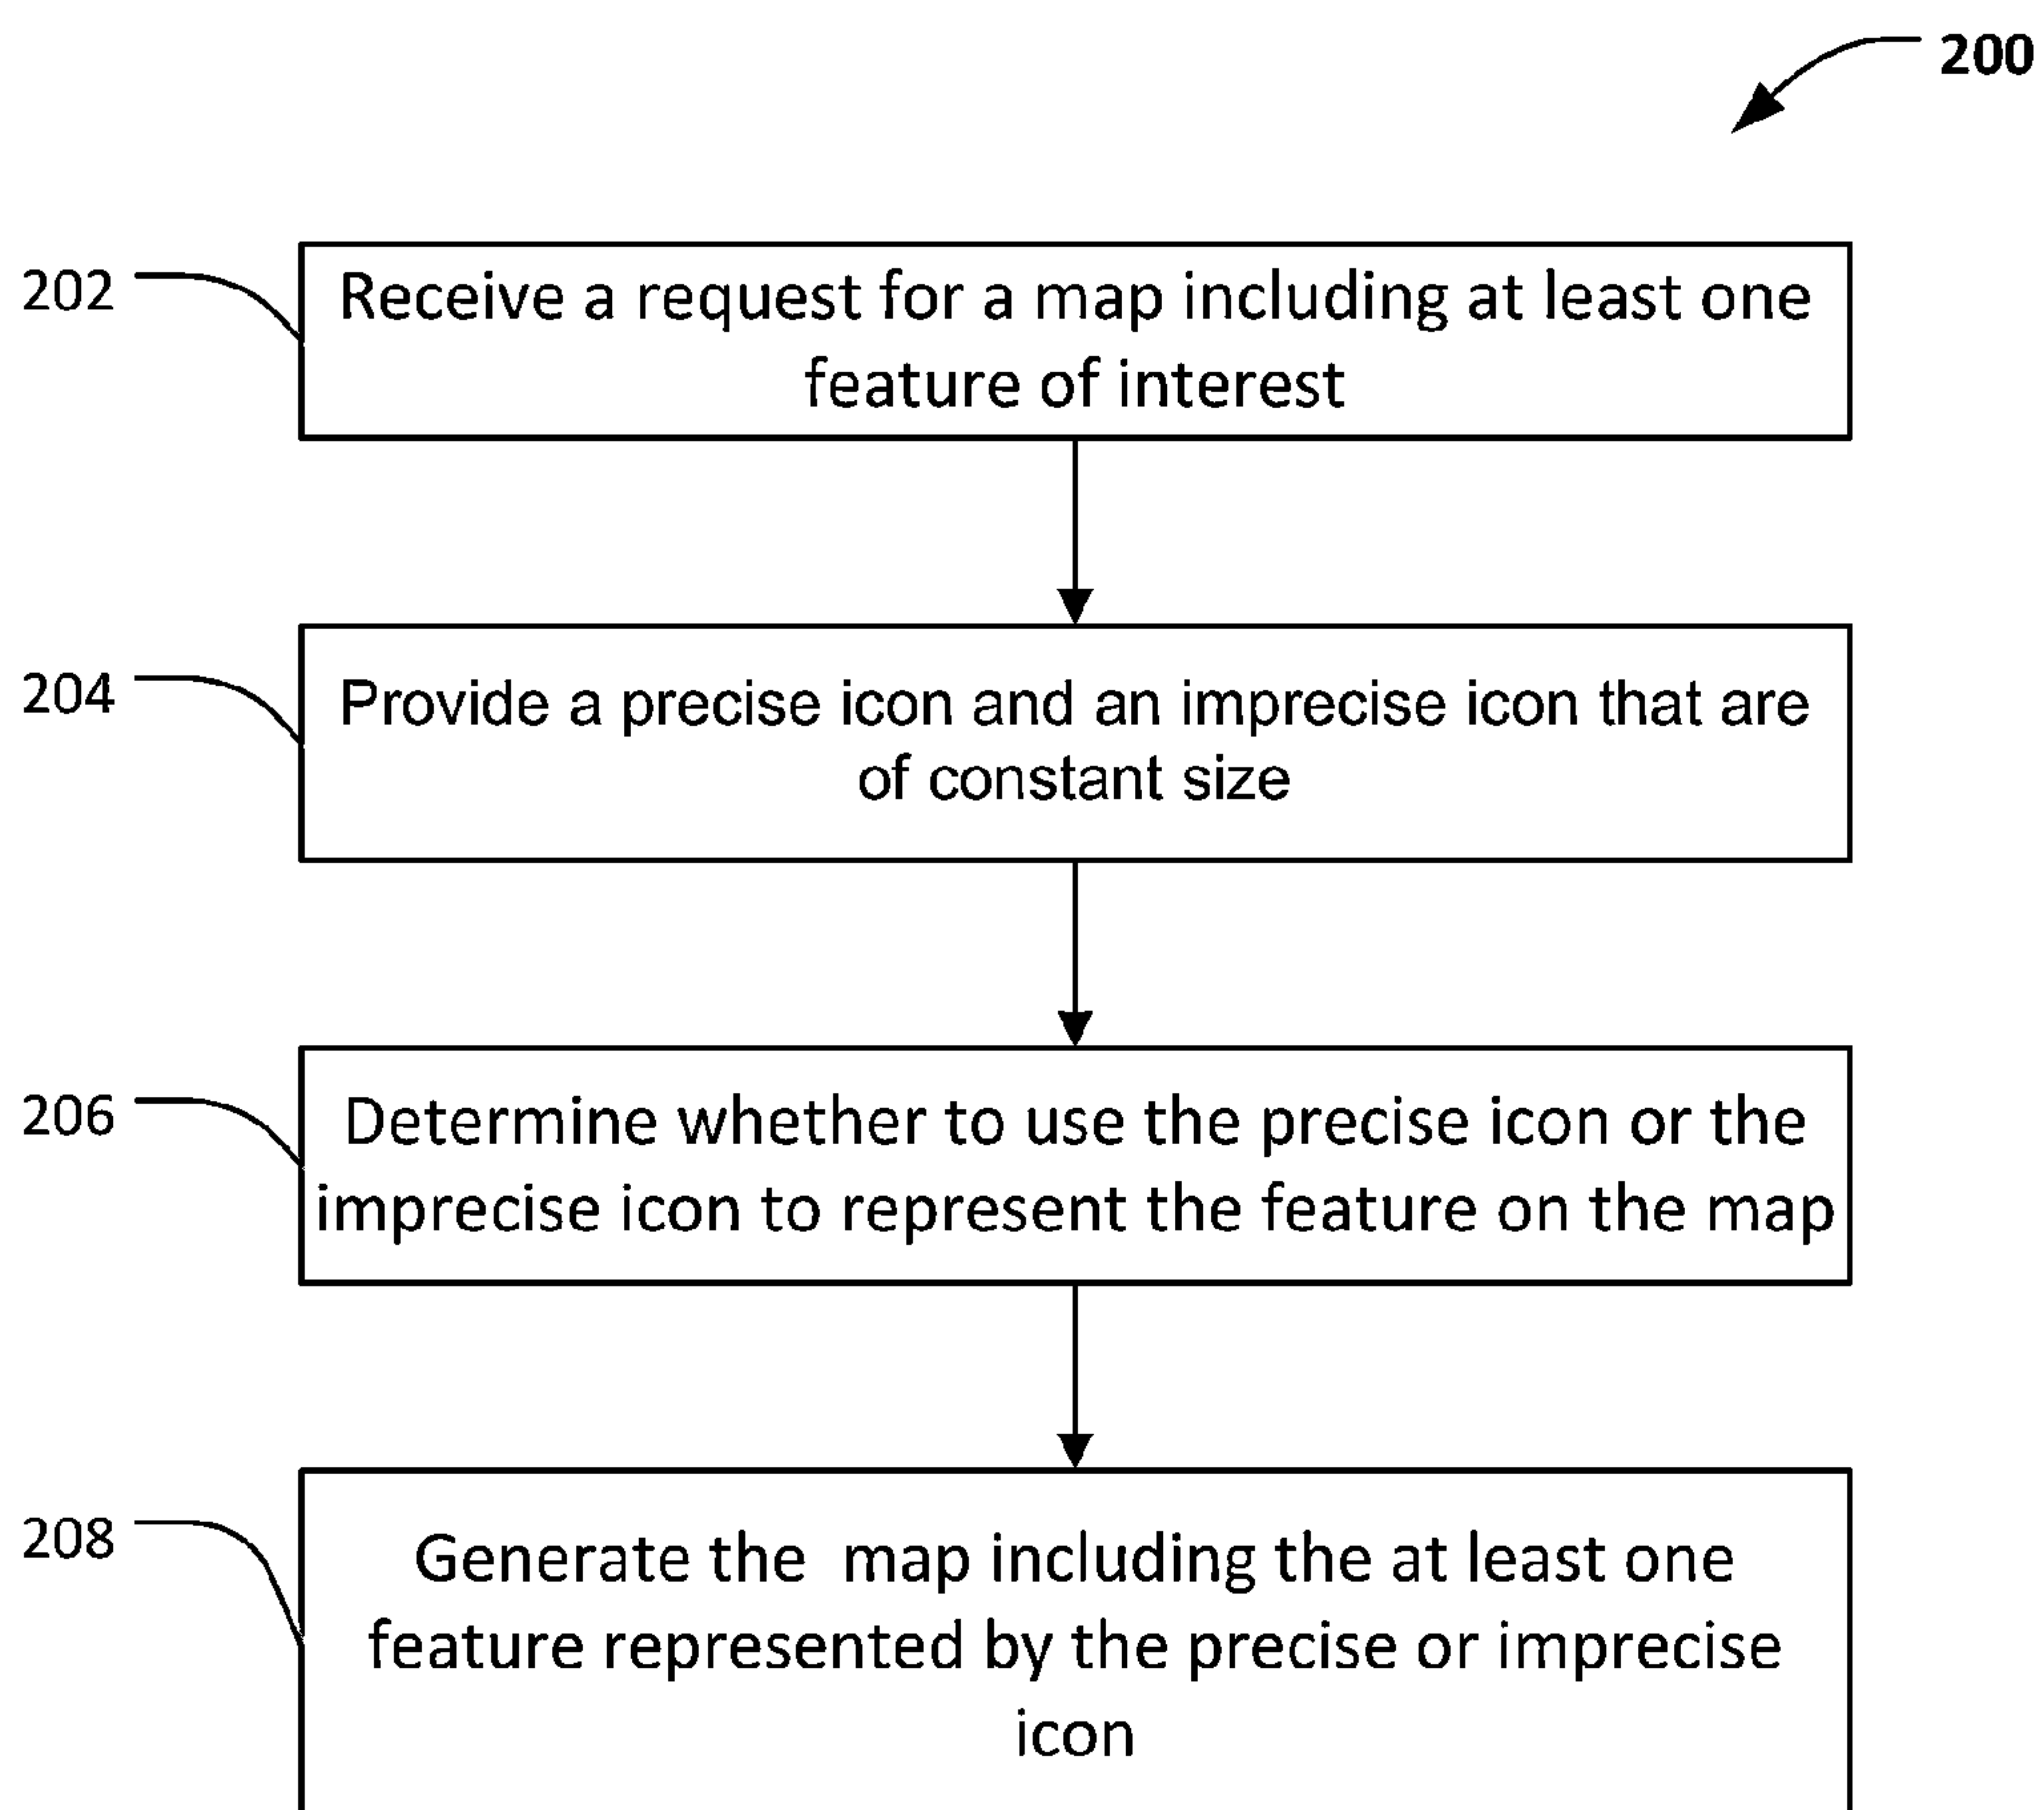 200
202
Receive a request for a map including at least one
feature of interest
204
Provide a precise icon and an imprecise icon that are
of constant size
206
Determine whether to use the precise icon or the
imprecise icon to represent the feature on the map
208
Generate the map including the at least one
feature represented by the precise or imprecise
icon